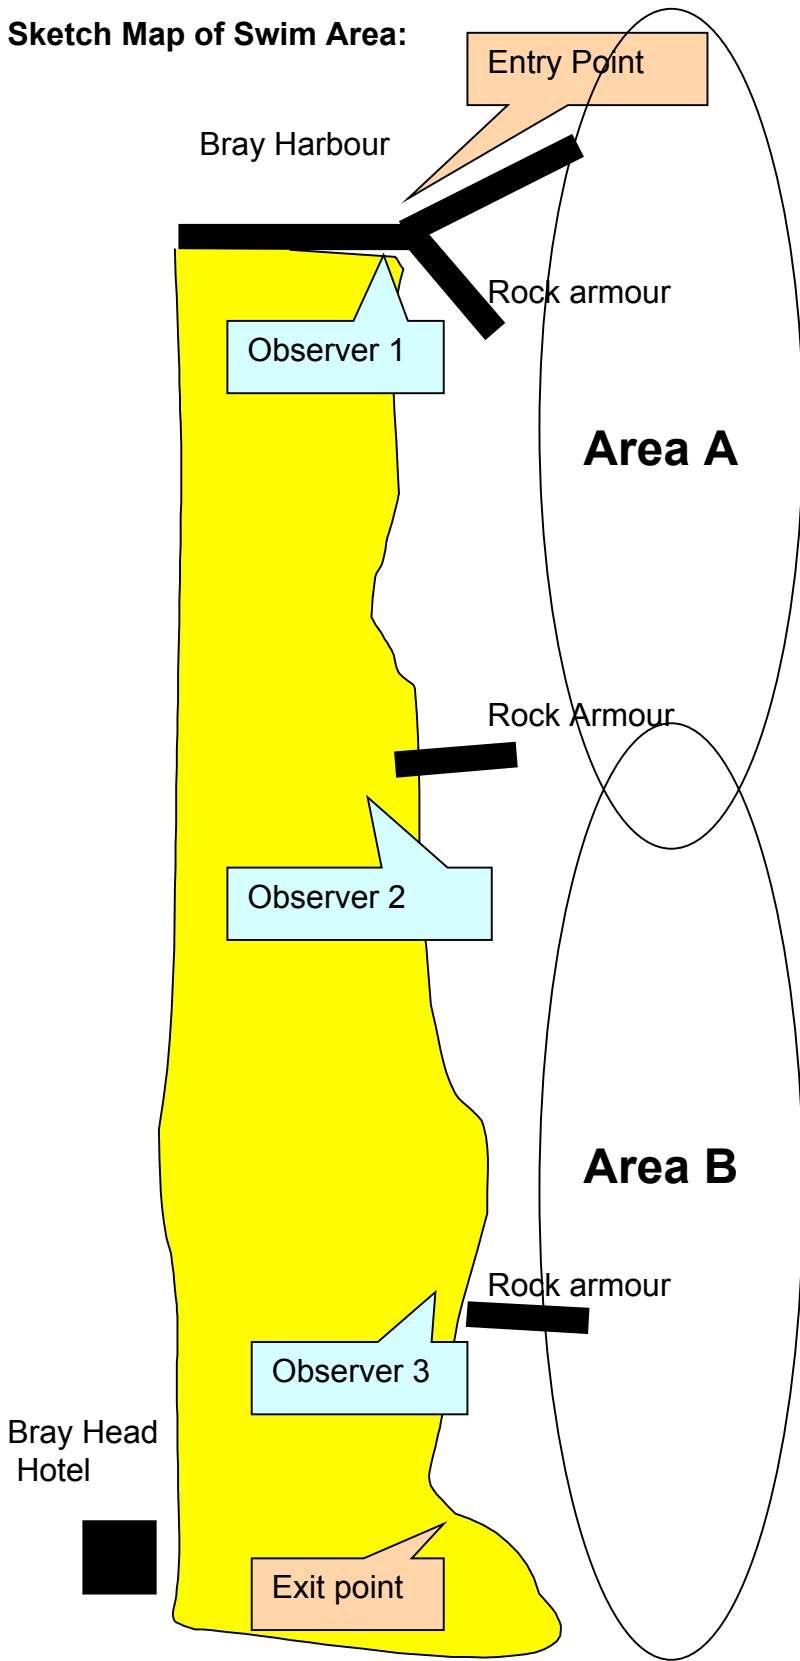 Sketch Map of Swim Area:
Entry Point
Bray Harbour
Rock armour
Observer 1
Area A
Rock Armour
Observer 2
Area B
Rock armour
Observer 3
Bray Head
Hotel
Exit point